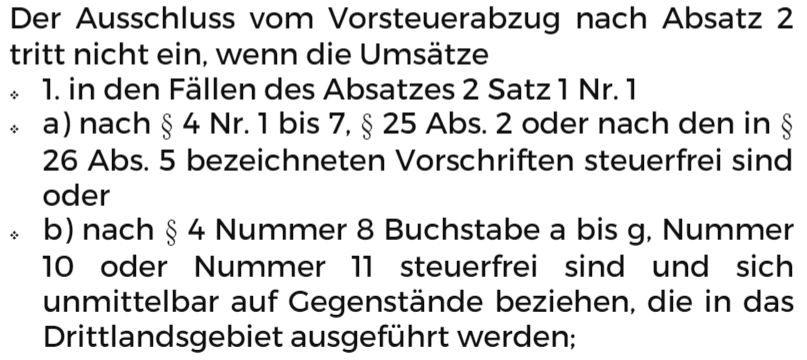 Der Ausschluss vom Vorsteuerabzug nach Absatz 2
tritt nicht ein, wenn die Umsätze
❖ 1. in den Fällen des Absatzes 2 Satz 1 Nr. 1
❖ a) nach § 4 Nr. 1 bis 7, § 25 Abs. 2 oder nach den in §
26 Abs. 5 bezeichneten Vorschriften steuerfrei sind
oder
❖ b) nach § 4 Nummer 8 Buchstabe a bis g, Nummer
10 oder Nummer 11 steuerfrei sind und sich
unmittelbar auf Gegenstände beziehen, die in das
Drittlandsgebiet ausgeführt werden;